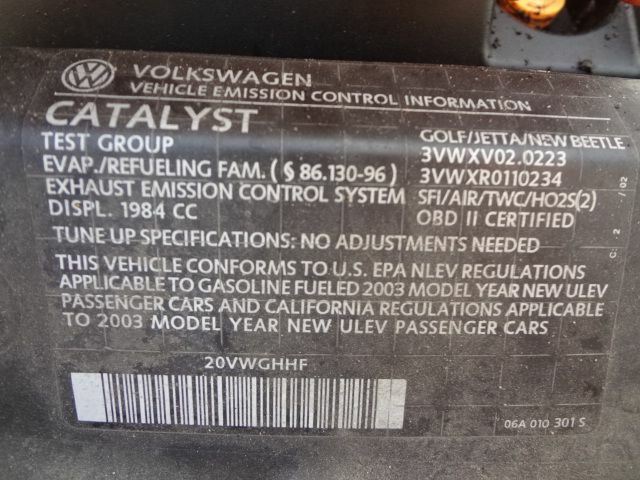 VOLKSWAGEN
VEHICLE EMISSION CONTROL INFORMATION
CATALYST GOLF/JETTA/NEW BEETLE
TEST GROUP 3VWXV02.0223
EVAP./REFUELING FAM. ( § 86.130-96 ) 3VWXR0110234
EXHAUST EMISSION CONTROL SYSTEM SFI/AIR/TWC/HO2S(2)
DISPL. 1984 CC OBD II CERTIFIED
TUNE UP SPECIFICATIONS: NO ADJUSTMENTS NEEDED
THIS VEHICLE CONFORMS TO U.S. EPA NLEV REGULATIONS
APPLICABLE TO GASOLINE FUELED 2003 MODEL YEAR NEW ULEV
PASSENGER CARS AND CALIFORNIA REGULATIONS APPLICABLE
TO 2003 MODEL YEAR NEW ULEV PASSENGER CARS
20VWGHHF
06A 010 301 S
C. 2 / 02